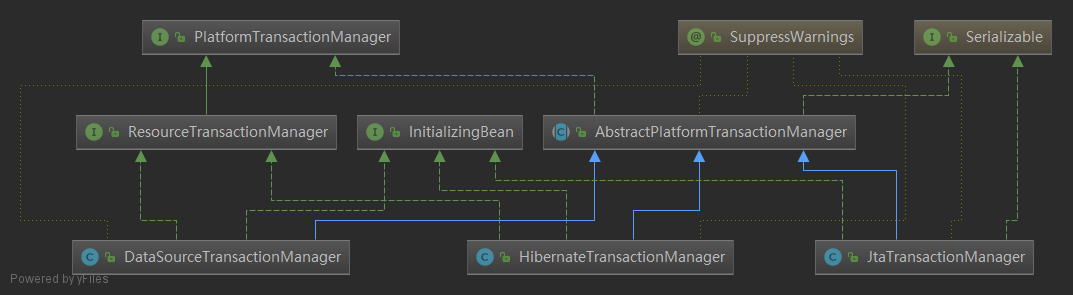 PlatformTransactionManager
SuppressWarnings
Serializable
ResourceTransactionManager
InitializingBean
AbstractPlatformTransactionManager
DataSourceTransactionManager
HibernateTransactionManager
JtaTransactionManager
Powered by yFiles